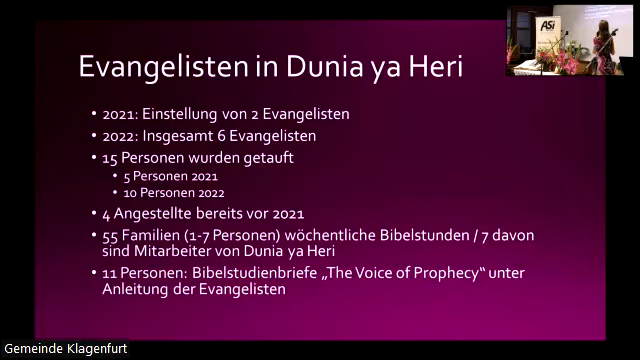 Evangelisten in Dunia ya Heri
• 2021: Einstellung von 2 Evangelisten
• 2022: Insgesamt 6 Evangelisten
• 15 Personen wurden getauft
• 5 Personen 2021
• 10 Personen 2022
• 4 Angestellte bereits vor 2021
• 55 Familien (1-7 Personen) wöchentliche Bibelstunden / 7 davon
sind Mitarbeiter von Dunia ya Heri
• 11 Personen: Bibelstudienbriefe „The Voice of Prophecy“ unter
Anleitung der Evangelisten
ASi
Gemeinde Klagenfurt